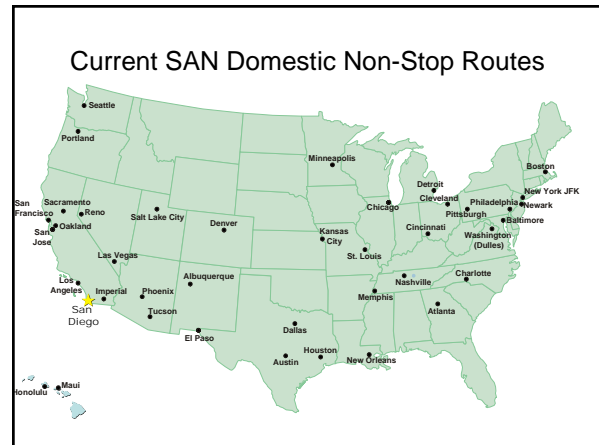 Current SAN Domestic Non-Stop Routes
Seattle
Portland
Minneapolis
Boston
Detroit
New York JFK
Cleveland
Philadelphia
Newark
San
Francisco
Sacramento
Reno
Salt Lake City
Chicago
Pittsburgh
Baltimore
Oakland
San
Jose
Denver
Kansas
City
Cincinnati
Washington
(Dulles)
St. Louis
Las Vegas
Los
Angeles
Imperial
Albuquerque
Nashville
Charlotte
Phoenix
Memphis
San
Diego
Tucson
Atlanta
El Paso
Dallas
Austin
Houston
New Orleans
Honolulu
Maui